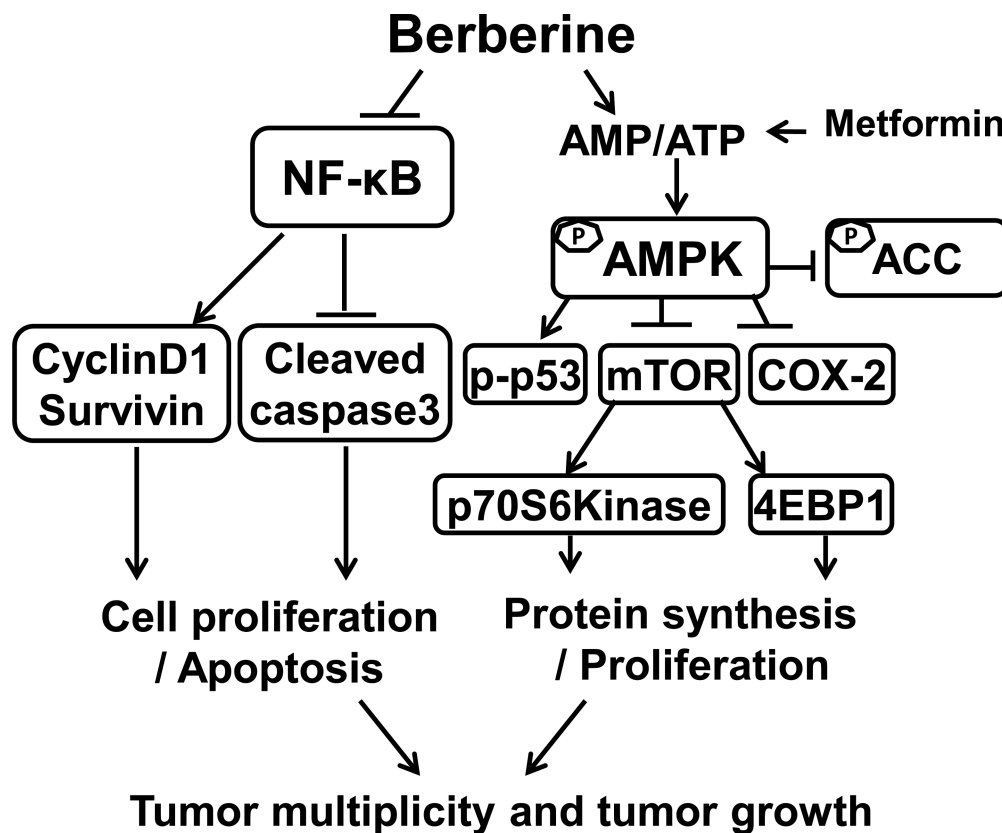 Berberine
AMP/ATP
Metformin
NF-κB
P
AMPK
P
ACC
CyclinD1
Survivin
Cleaved
caspase3
p-p53
mTOR
COX-2
p70S6Kinase
4EBP1
Cell proliferation
/ Apoptosis
Protein synthesis
/ Proliferation
Tumor multiplicity and tumor growth